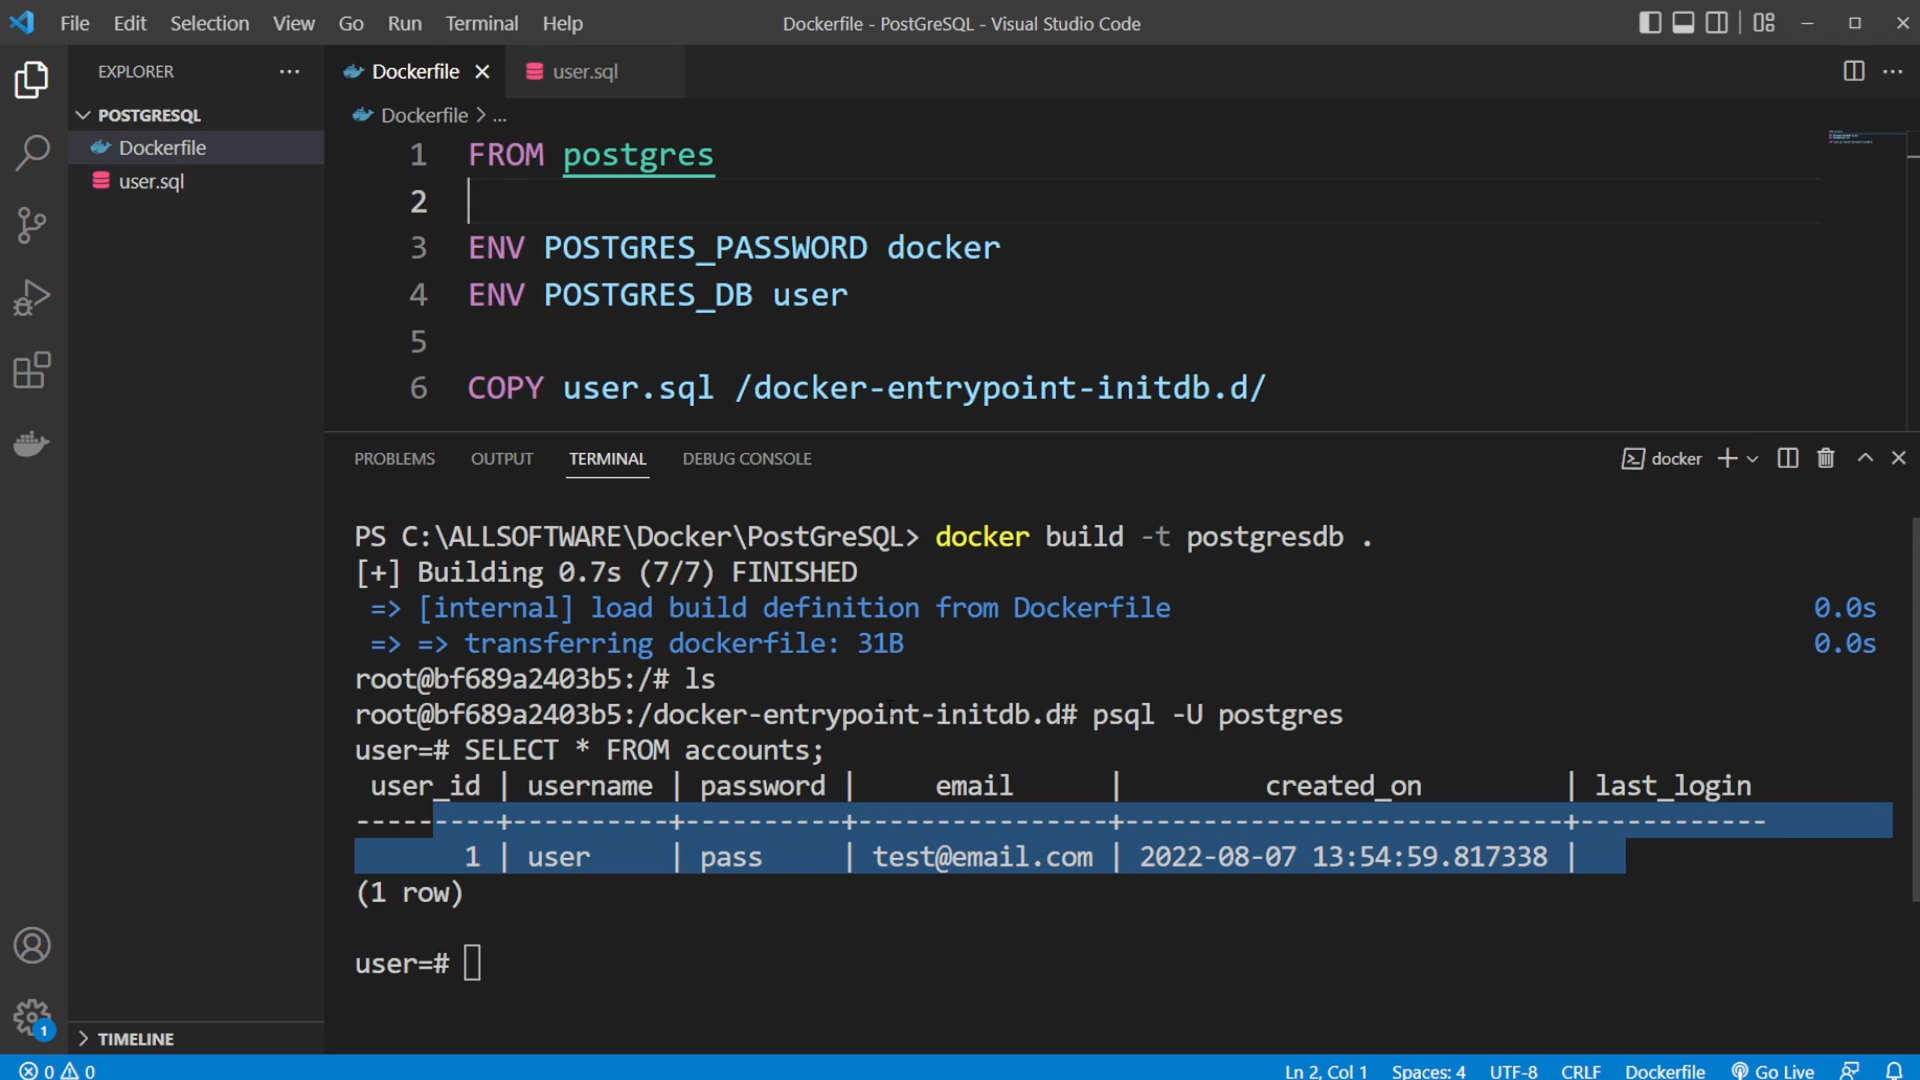 File Edit Selection View Go Run Terminal Help
Dockerfile - PostGreSQL - Visual Studio Code
EXPLORER
POSTGRESQL
Dockerfile
user.sql
TIMELINE
Dockerfile
user.sql
Dockerfile > ...
1 FROM postgres
2
3 ENV POSTGRES_PASSWORD docker
4 ENV POSTGRES_DB user
5
6 COPY user.sql /docker-entrypoint-initdb.d/
PROBLEMS OUTPUT TERMINAL DEBUG CONSOLE
docker
PS C:\ALLSOFTWARE\Docker\PostGreSQL> docker build -t postgresdb .
[+] Building 0.7s (7/7) FINISHED
=> [internal] load build definition from Dockerfile 0.0s
=> => transferring dockerfile: 31B 0.0s
root@bf689a2403b5:/# ls
root@bf689a2403b5:/docker-entrypoint-initdb.d# psql -U postgres
user=# SELECT * FROM accounts;
user_id | username | password | email | created_on | last_login
---------+----------+----------+----------------+----------------------------+------------
1 | user | pass | test@email.com | 2022-08-07 13:54:59.817338 |
(1 row)
user=#
1
0 0
Ln 2, Col 1 Spaces: 4 UTF-8 CRLF Dockerfile Go Live